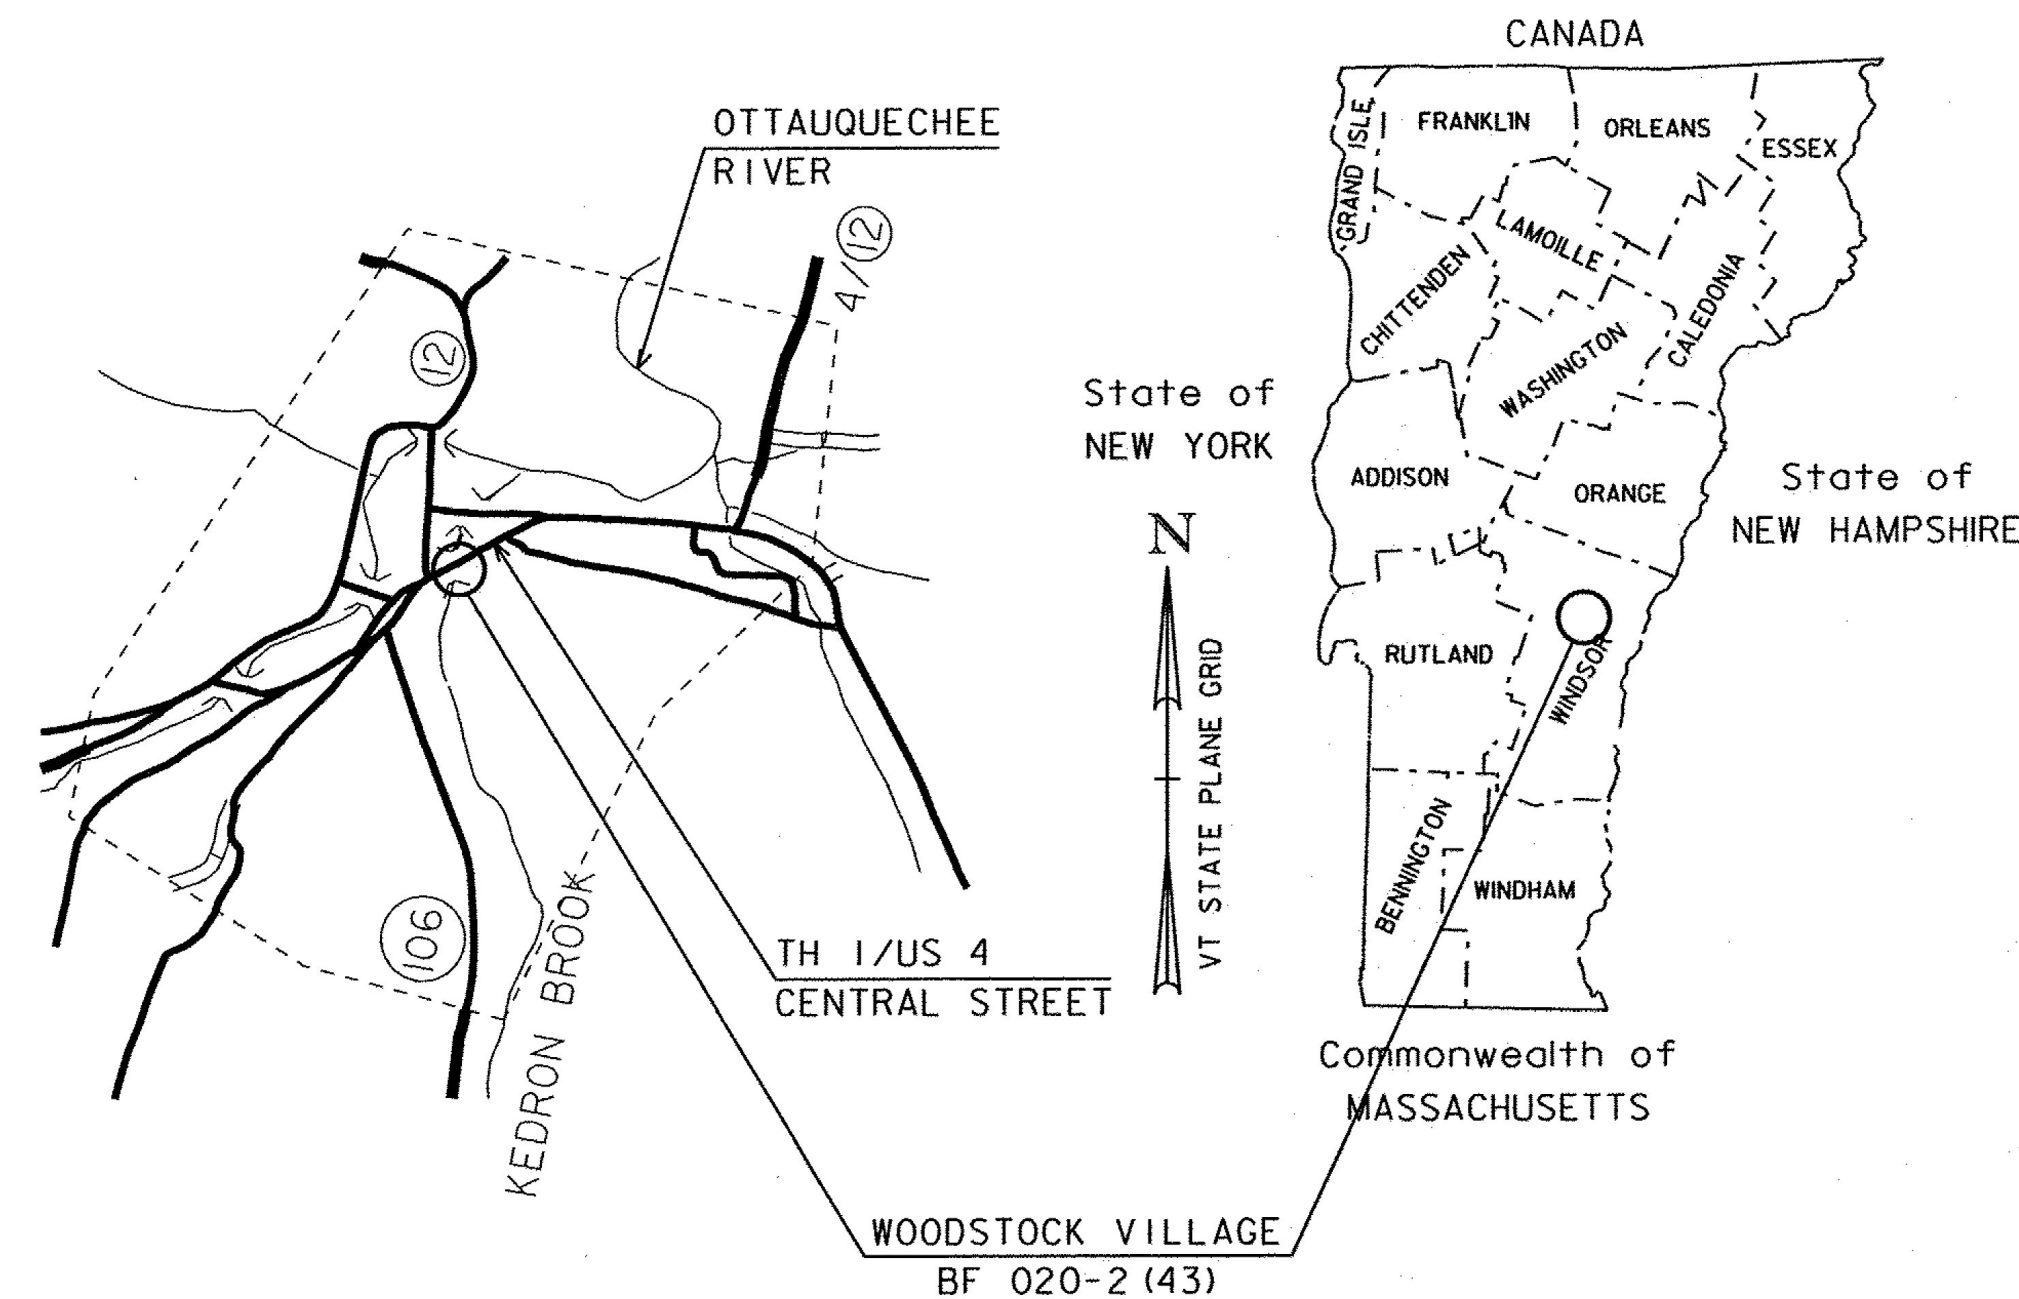 OTTAUQUECHEE
RIVER
4/12
12
106
KEDRON BROOK
TH 1/US 4
CENTRAL STREET
WOODSTOCK VILLAGE
BF 020-2 (43)
N
VT STATE PLANE GRID
CANADA
GRAND ISLE
FRANKLIN
ORLEANS
ESSEX
LAMOILLE
CHITTENDEN
CALEDONIA
WASHINGTON
State of
NEW YORK
ADDISON
ORANGE
State of
NEW HAMPSHIRE
RUTLAND
WINDSOR
BENNINGTON
WINDHAM
Commonwealth of
MASSACHUSETTS